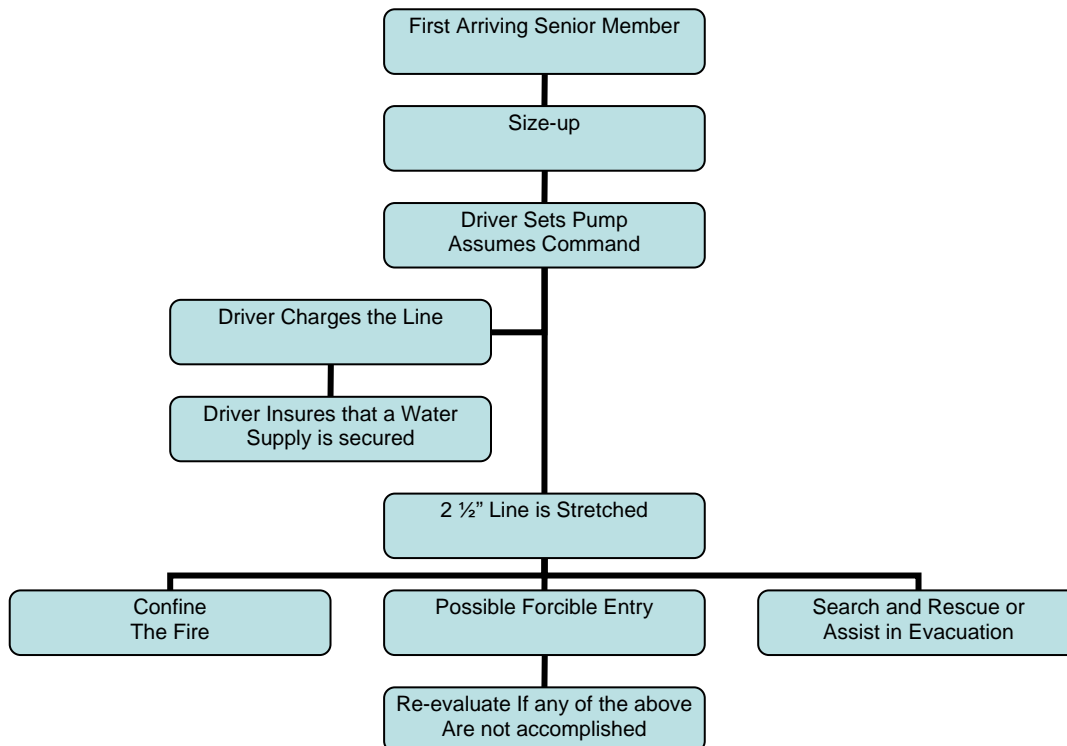 First Arriving Senior Member
Size-up
Driver Sets Pump
Assumes Command
Driver Charges the Line
Driver Insures that a Water
Supply is secured
2 ½” Line is Stretched
Confine
The Fire
Possible Forcible Entry
Search and Rescue or
Assist in Evacuation
Re-evaluate If any of the above
Are not accomplished